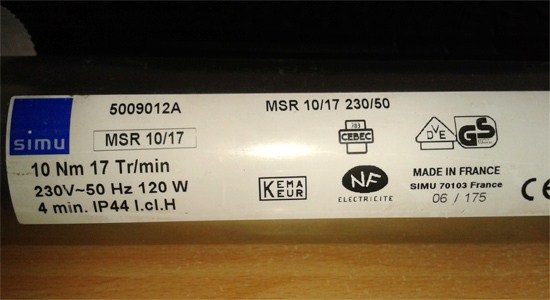 simu
5009012A
MSR 10/17
10 Nm 17 Tr/min
230V~50 Hz 120 W
4 min. IP44 I.cl.H
MSR 10/17 230/50
783
CEBEC
DVE
GS
KEMA
KEUR
NF
ELECTRICITE
MADE IN FRANCE
SIMU 70103 France
06 / 175
CE